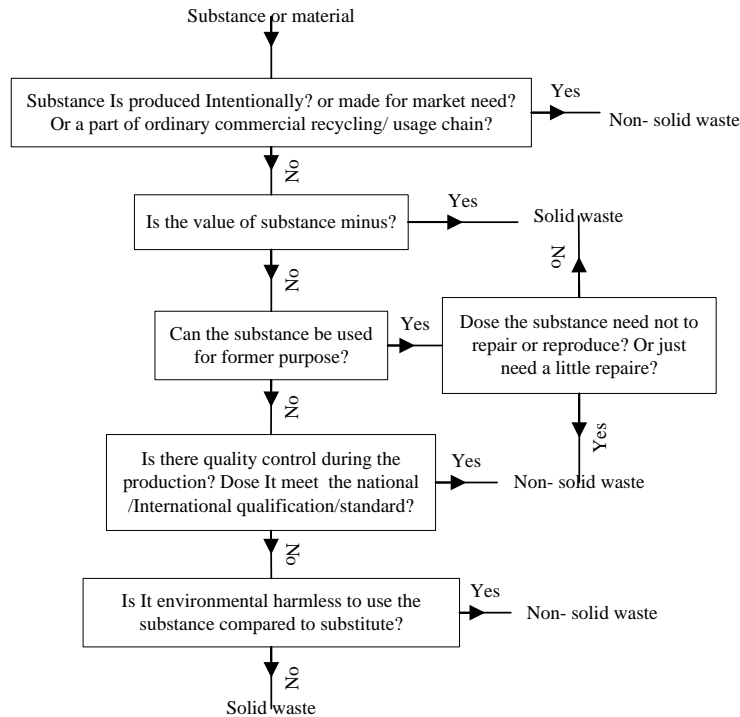 Substance or material
Substance Is produced Intentionally? or made for market need?
Or a part of ordinary commercial recycling/ usage chain?
Yes
Non- solid waste
No
Is the value of substance minus?
Yes
Solid waste
No
No
Can the substance be used
for former purpose?
Yes
Dose the substance need not to
repair or reproduce? Or just
need a little repaire?
No
Yes
Is there quality control during the
production? Dose It meet the national
/International qualification/standard?
Yes
Non- solid waste
No
Is It environmental harmless to use the
substance compared to substitute?
Yes
Non- solid waste
No
Solid waste